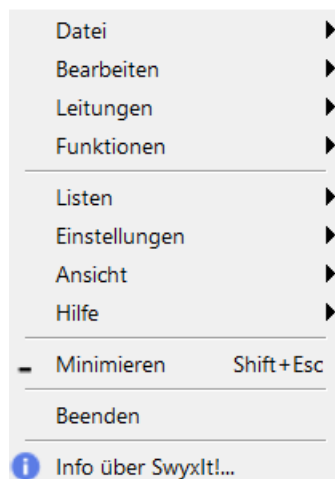 Datei
Bearbeiten
Leitungen
Funktionen
Listen
Einstellungen
Ansicht
Hilfe
Minimieren Shift+Esc
Beenden
Info über SwyxIt!...